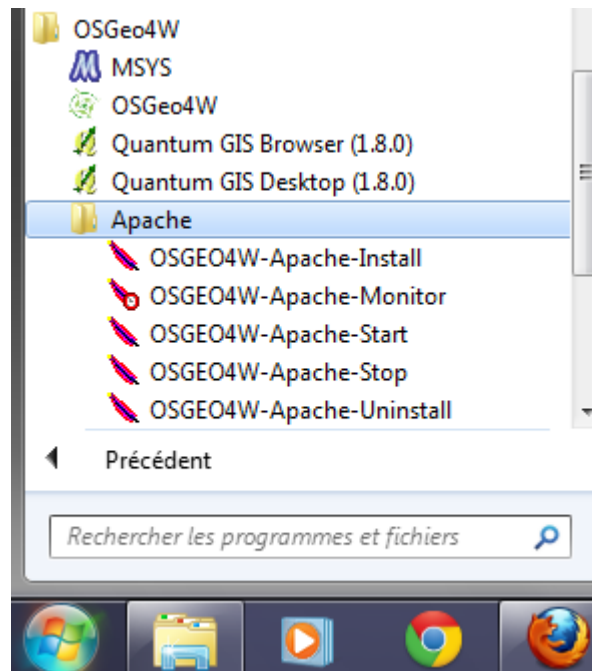 OSGeo4W
MSYS
OSGeo4W
Quantum GIS Browser (1.8.0)
Quantum GIS Desktop (1.8.0)
Apache
OSGEO4W-Apache-Install
OSGEO4W-Apache-Monitor
OSGEO4W-Apache-Start
OSGEO4W-Apache-Stop
OSGEO4W-Apache-Uninstall
Précédent
Rechercher les programmes et fichiers